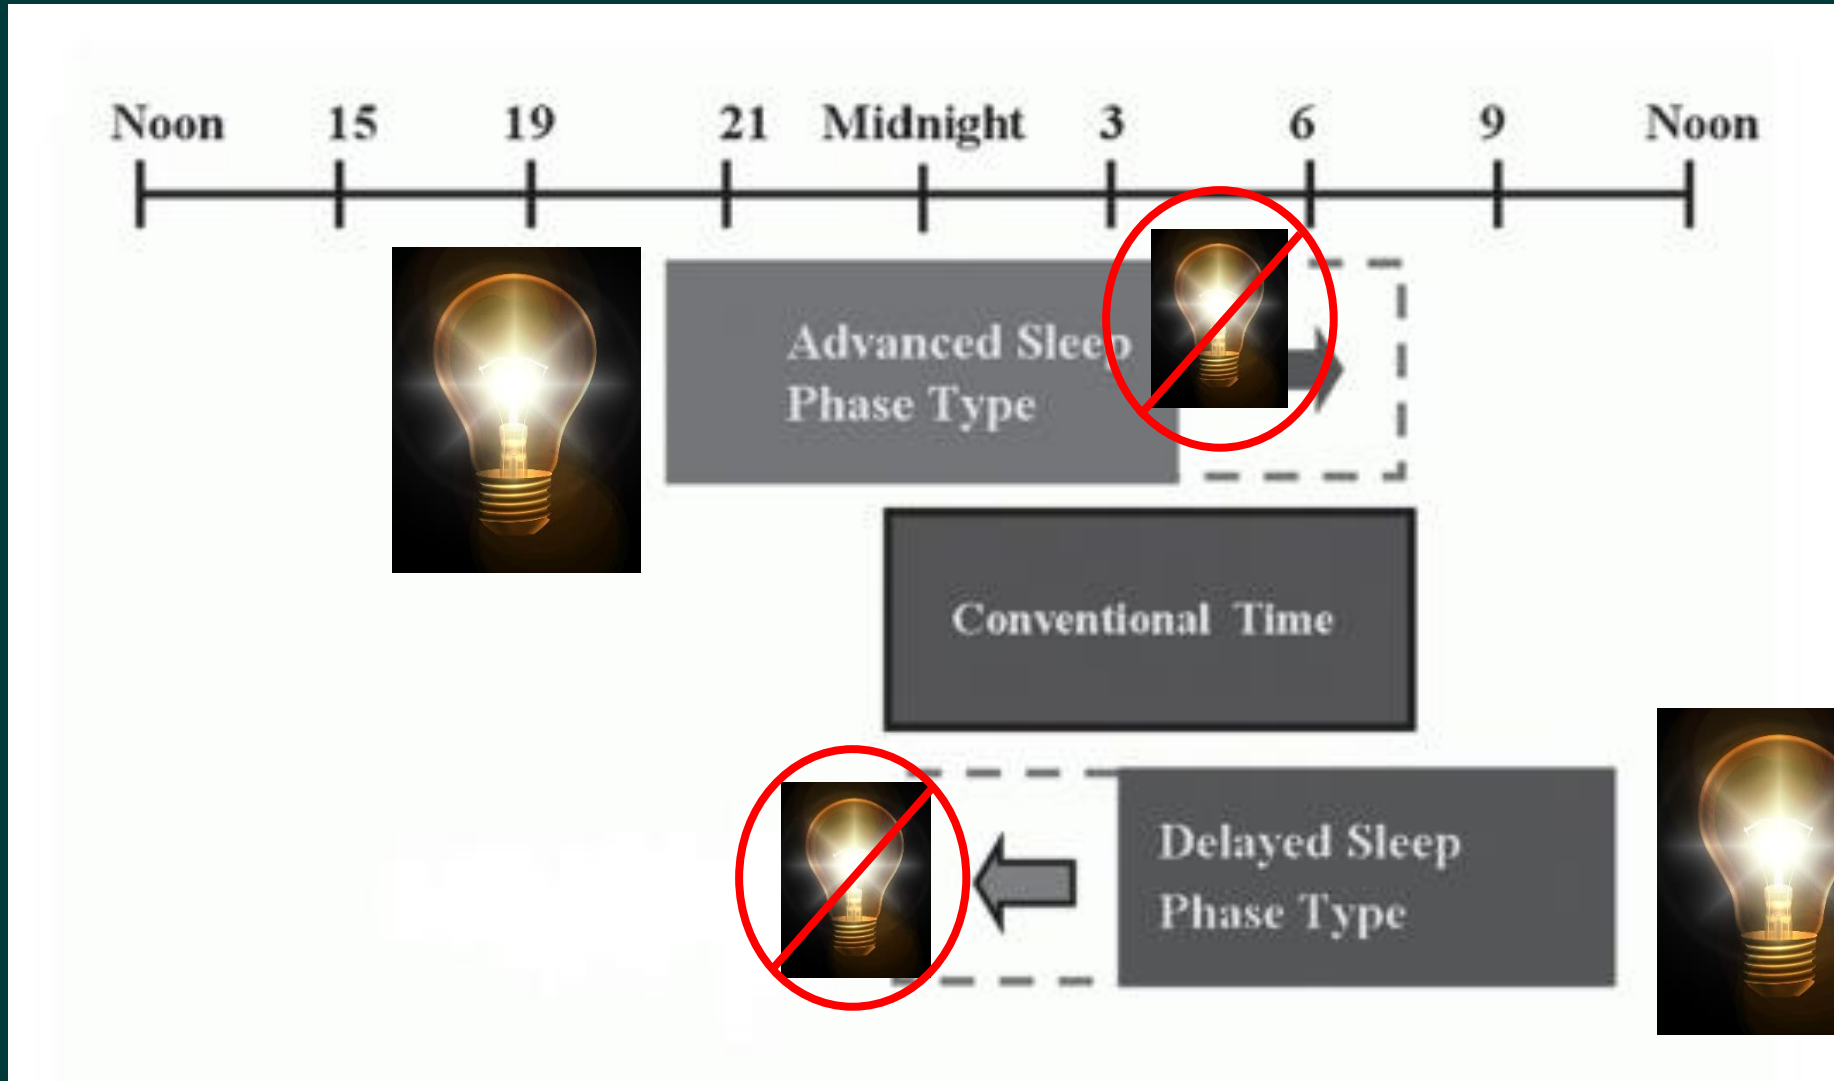 Noon 15 19 21 Midnight 3 6 9 Noon
Advanced Sleep
Phase Type
Conventional Time
Delayed Sleep
Phase Type